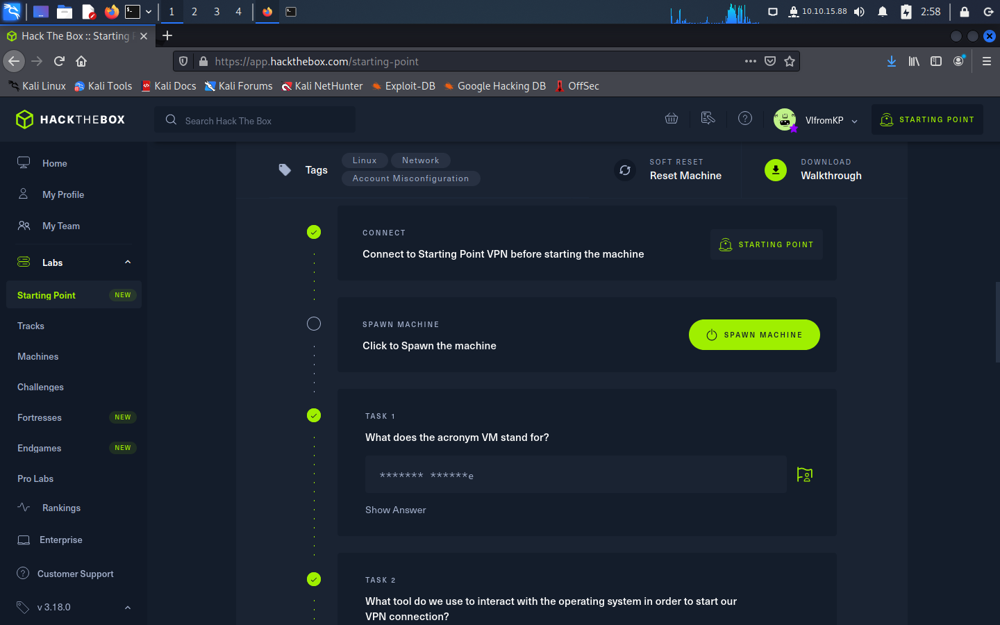 1 2 3 4 10.10.15.88 2:58
Hack The Box :: Starting P
https://app.hackthebox.com/starting-point
Kali Linux Kali Tools Kali Docs Kali Forums Kali NetHunter Exploit-DB Google Hacking DB OffSec
HACKTHEBOX
Search Hack The Box
VIfromKP
STARTING POINT
Home
My Profile
My Team
Labs
Starting Point NEW
Tracks
Machines
Challenges
Fortresses NEW
Endgames NEW
Pro Labs
Rankings
Enterprise
Customer Support
v 3.18.0
Tags
Linux Network
Account Misconfiguration
SOFT RESET
Reset Machine
DOWNLOAD
Walkthrough
CONNECT
Connect to Starting Point VPN before starting the machine
STARTING POINT
SPAWN MACHINE
Click to Spawn the machine
SPAWN MACHINE
TASK 1
What does the acronym VM stand for?
******* ******e
Show Answer
TASK 2
What tool do we use to interact with the operating system in order to start our
VPN connection?